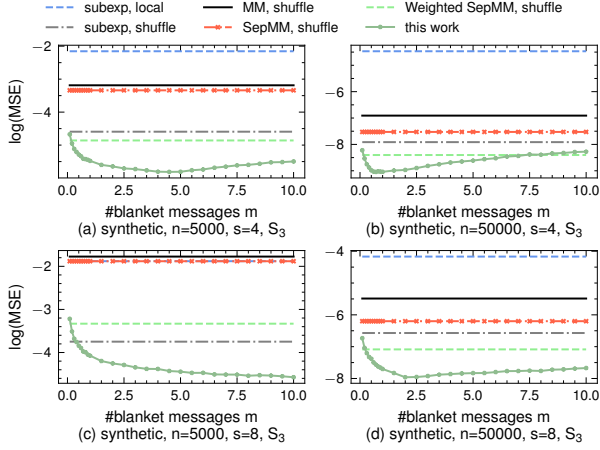 subexp, local MM, shuffle Weighted SepMM, shuffle
subexp, shuffle SepMM, shuffle this work
log(MSE)
−2
−4
0.0 2.5 5.0 7.5 10.0
#blanket messages m
(a) synthetic, n=5000, s=4, S3
log(MSE)
−6
−8
0.0 2.5 5.0 7.5 10.0
#blanket messages m
(b) synthetic, n=50000, s=4, S3
log(MSE)
−2
−3
−4
0.0 2.5 5.0 7.5 10.0
#blanket messages m
(c) synthetic, n=5000, s=8, S3
log(MSE)
−4
−6
−8
0.0 2.5 5.0 7.5 10.0
#blanket messages m
(d) synthetic, n=50000, s=8, S3